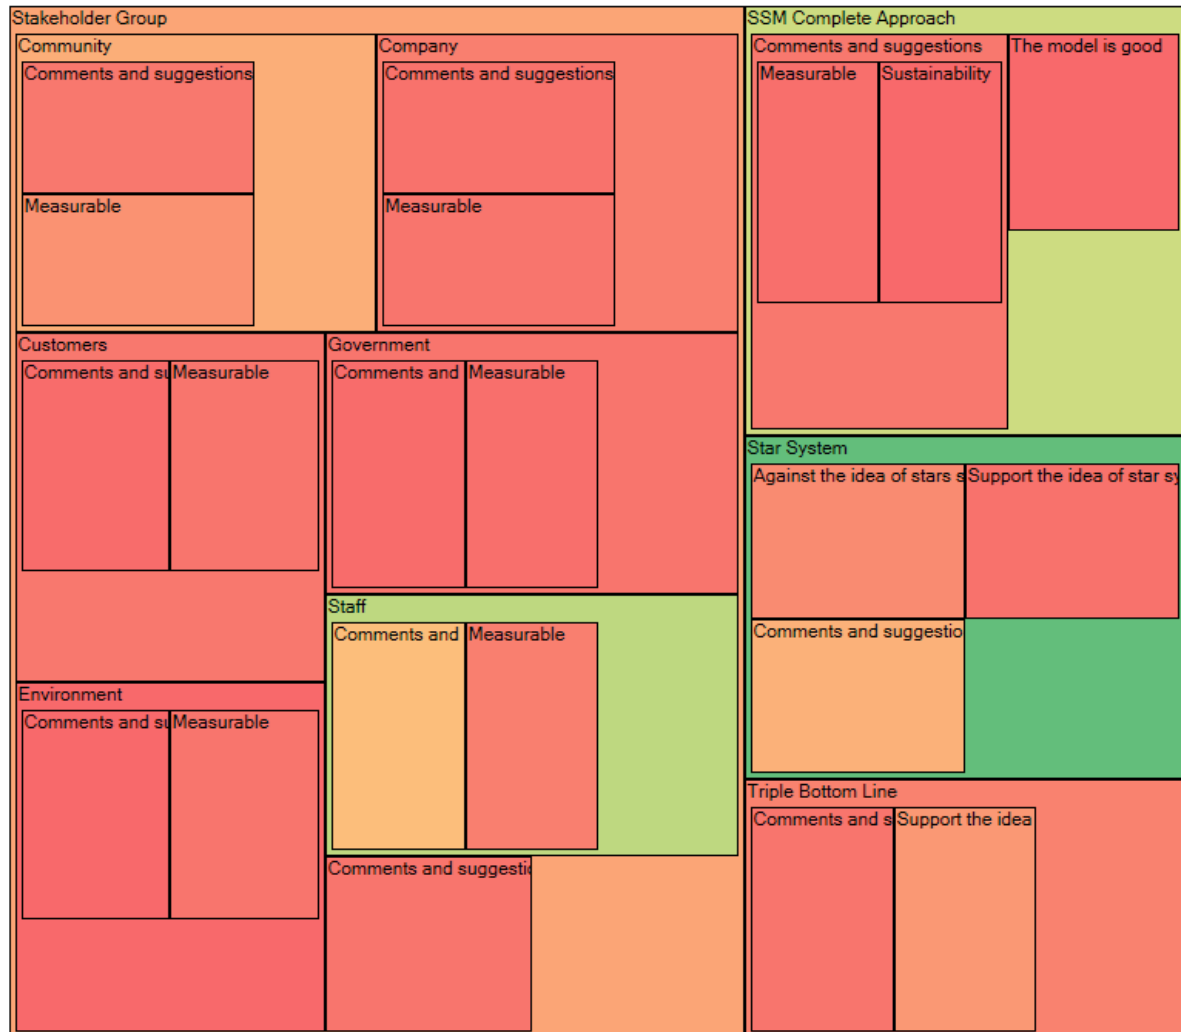 Stakeholder Group
Community
Comments and suggestions
Measurable
Company
Comments and suggestions
Measurable
Customers
Comments and su
Measurable
Government
Comments and
Measurable
Staff
Comments and
Measurable
Environment
Comments and su
Measurable
Comments and suggestio
SSM Complete Approach
Comments and suggestions
Measurable
Sustainability
The model is good
Star System
Against the idea of stars s
Support the idea of star sy
Comments and suggestio
Triple Bottom Line
Comments and s
Support the idea